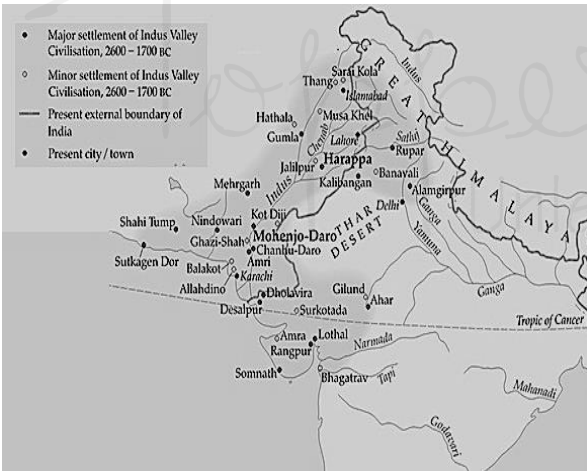 Major settlement of Indus Valley
Civilisation, 2600 – 1700 BC
Minor settlement of Indus Valley
Civilisation, 2600 – 1700 BC
Present external boundary of
India
Present city / town
GREAT HIMALAYA
Indus
Sarai Kola
Thang
Islamabad
Hathala
Musa Khel
Gumla
Chenab
Lahore
Satluj
Rupar
Jalilpur
Harappa
Banavali
Kalibangan
Alamgirpur
Mehrgarh
Indus
Delhi
Ganga
Yamuna
THAR
DESERT
Shahi Tump
Nindowari
Kot Diji
Ghazi-Shah
Mohenjo-Daro
Chanhu-Daro
Sutkagen Dor
Amri
Balakot
Karachi
Allahdino
Dholavira
Desalpur
Surkotada
Gilund
Ahar
Ganga
Tropic of Cancer
Amra
Lothal
Rangpur
Narmada
Somnath
Bhagatrav
Tapi
Mahanadi
Godavari